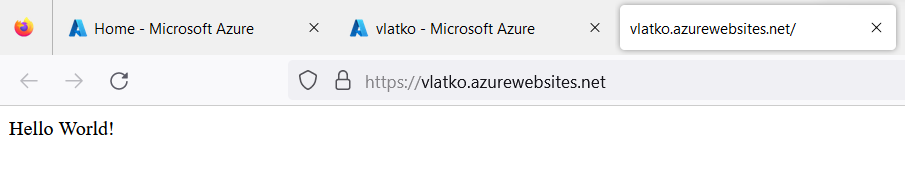 Home - Microsoft Azure
vlatko - Microsoft Azure
vlatko.azurewebsites.net/
https://vlatko.azurewebsites.net
Hello World!